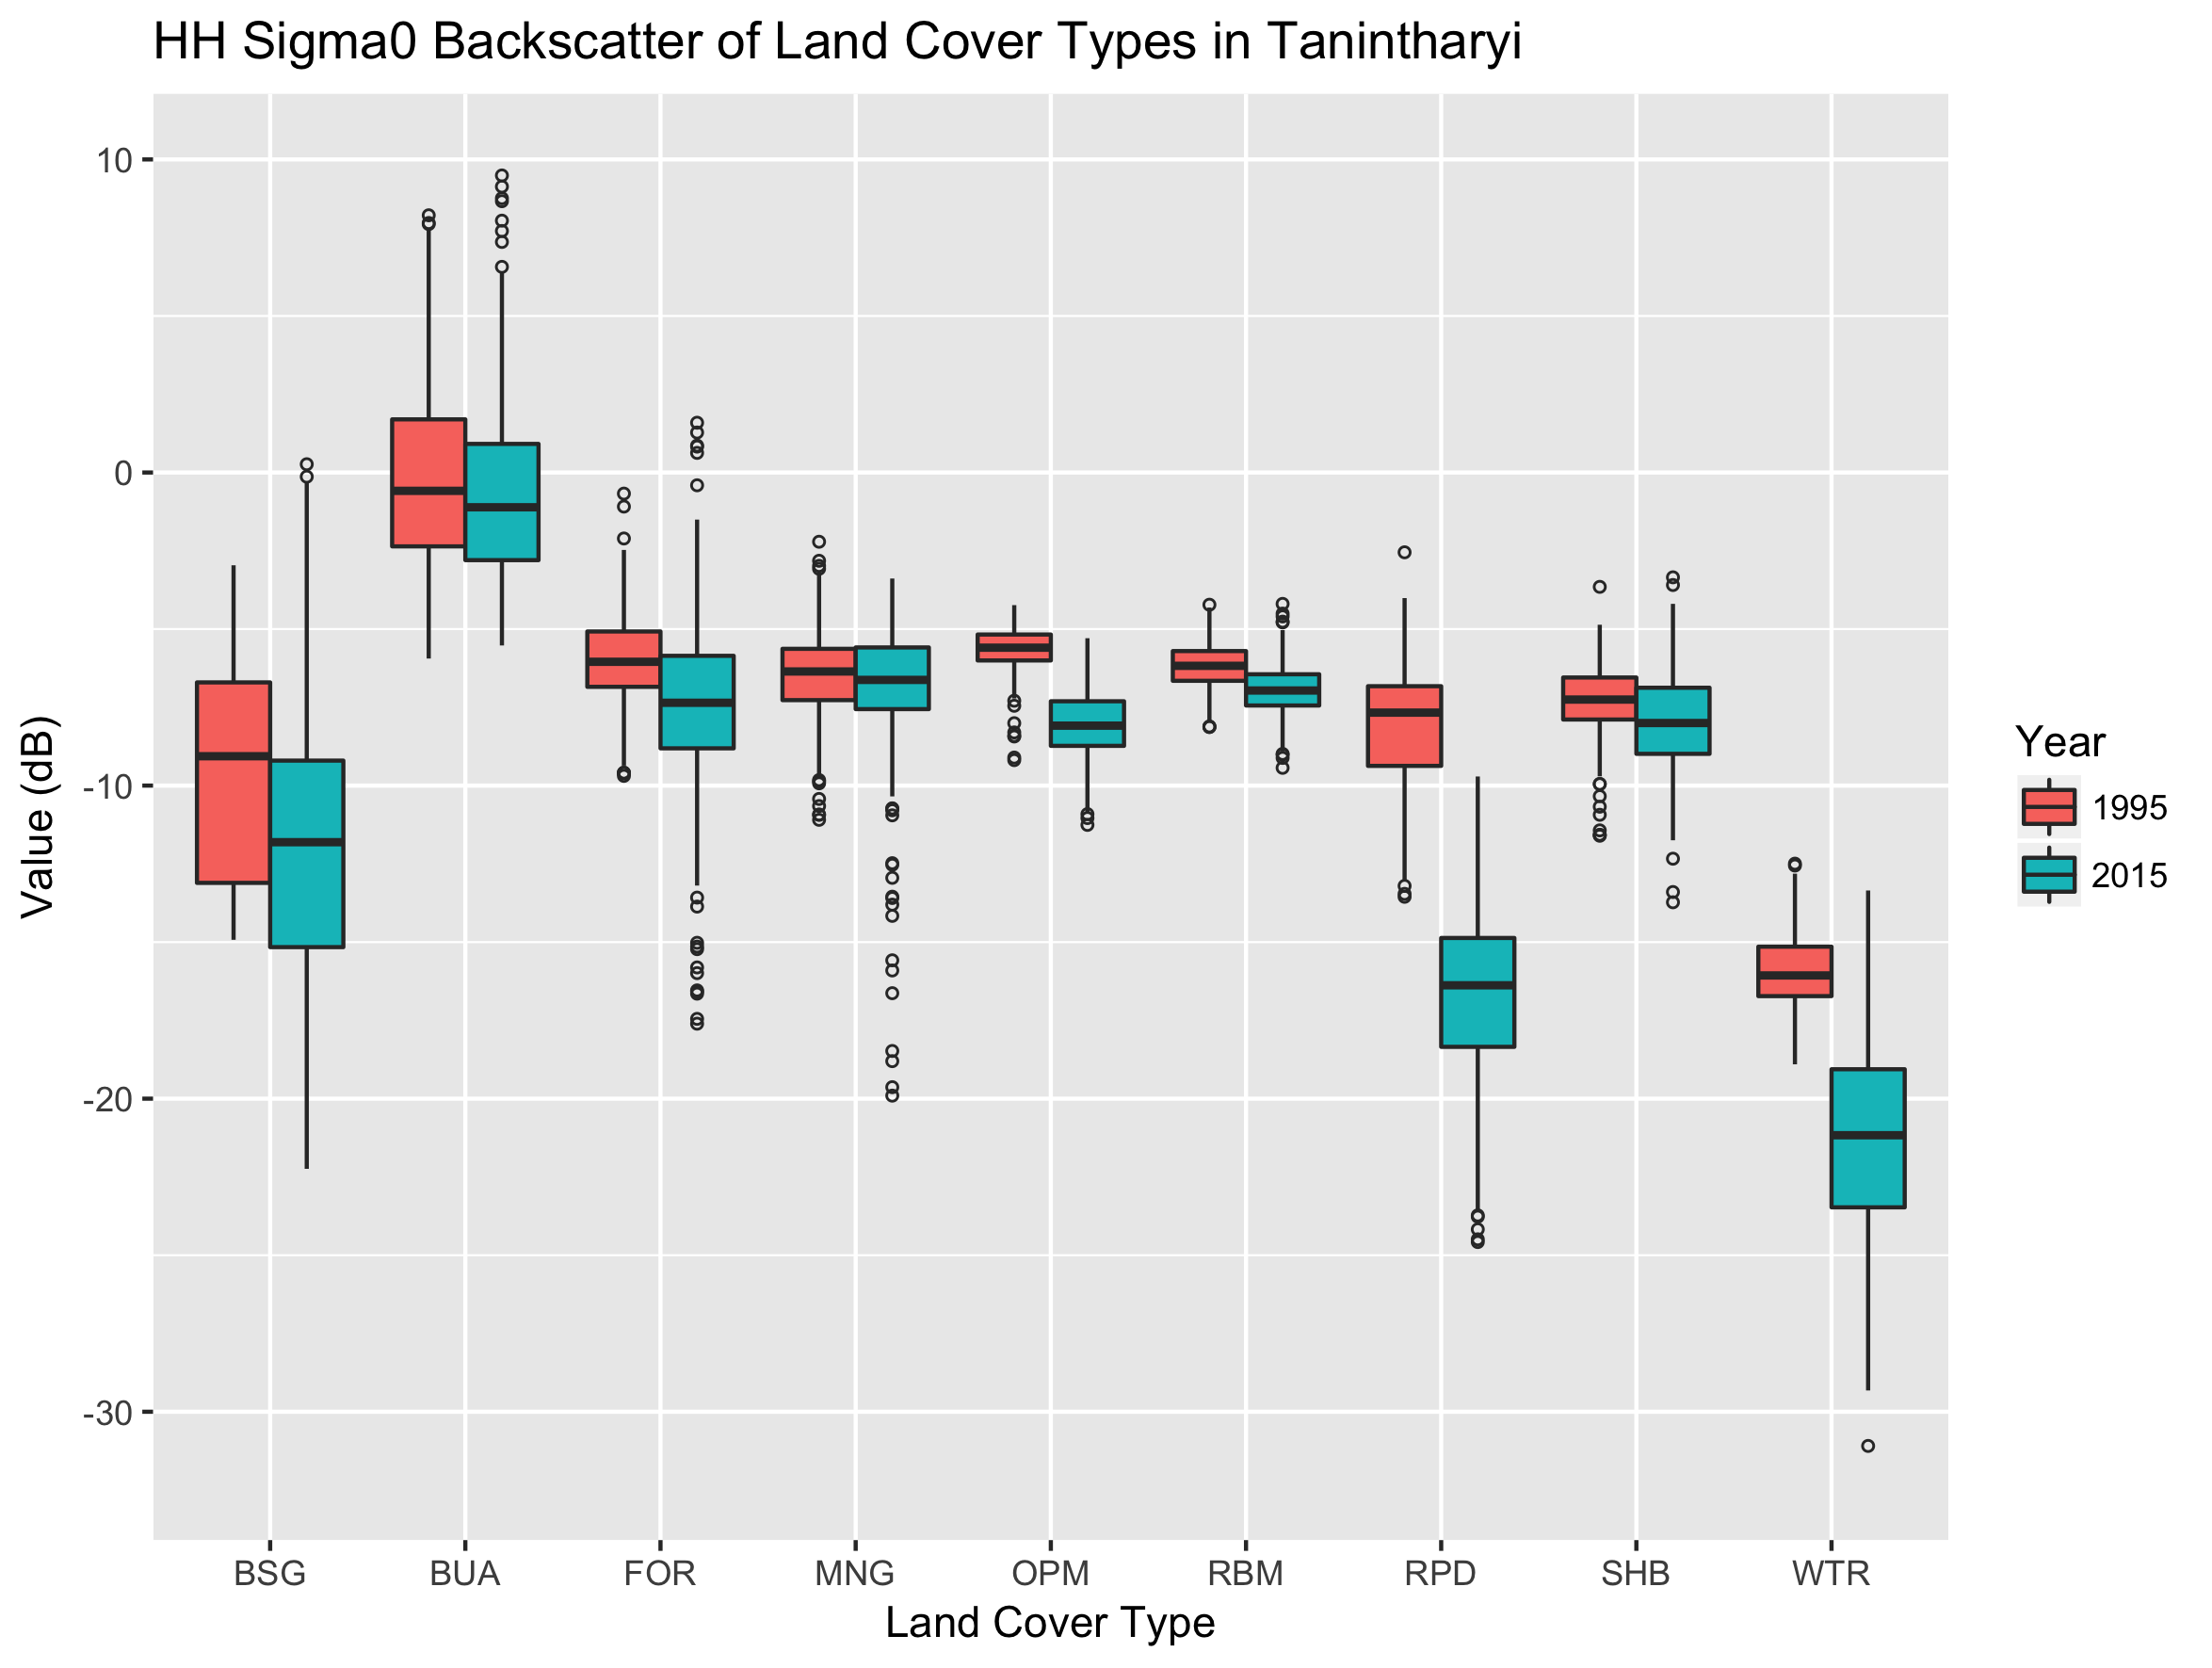 HH Sigma0 Backscatter of Land Cover Types in Tanintharyi
Value (dB)
10
0
-10
-20
-30
BSG BUA FOR MNG OPM RBM RPD SHB WTR
Land Cover Type
Year
1995
2015